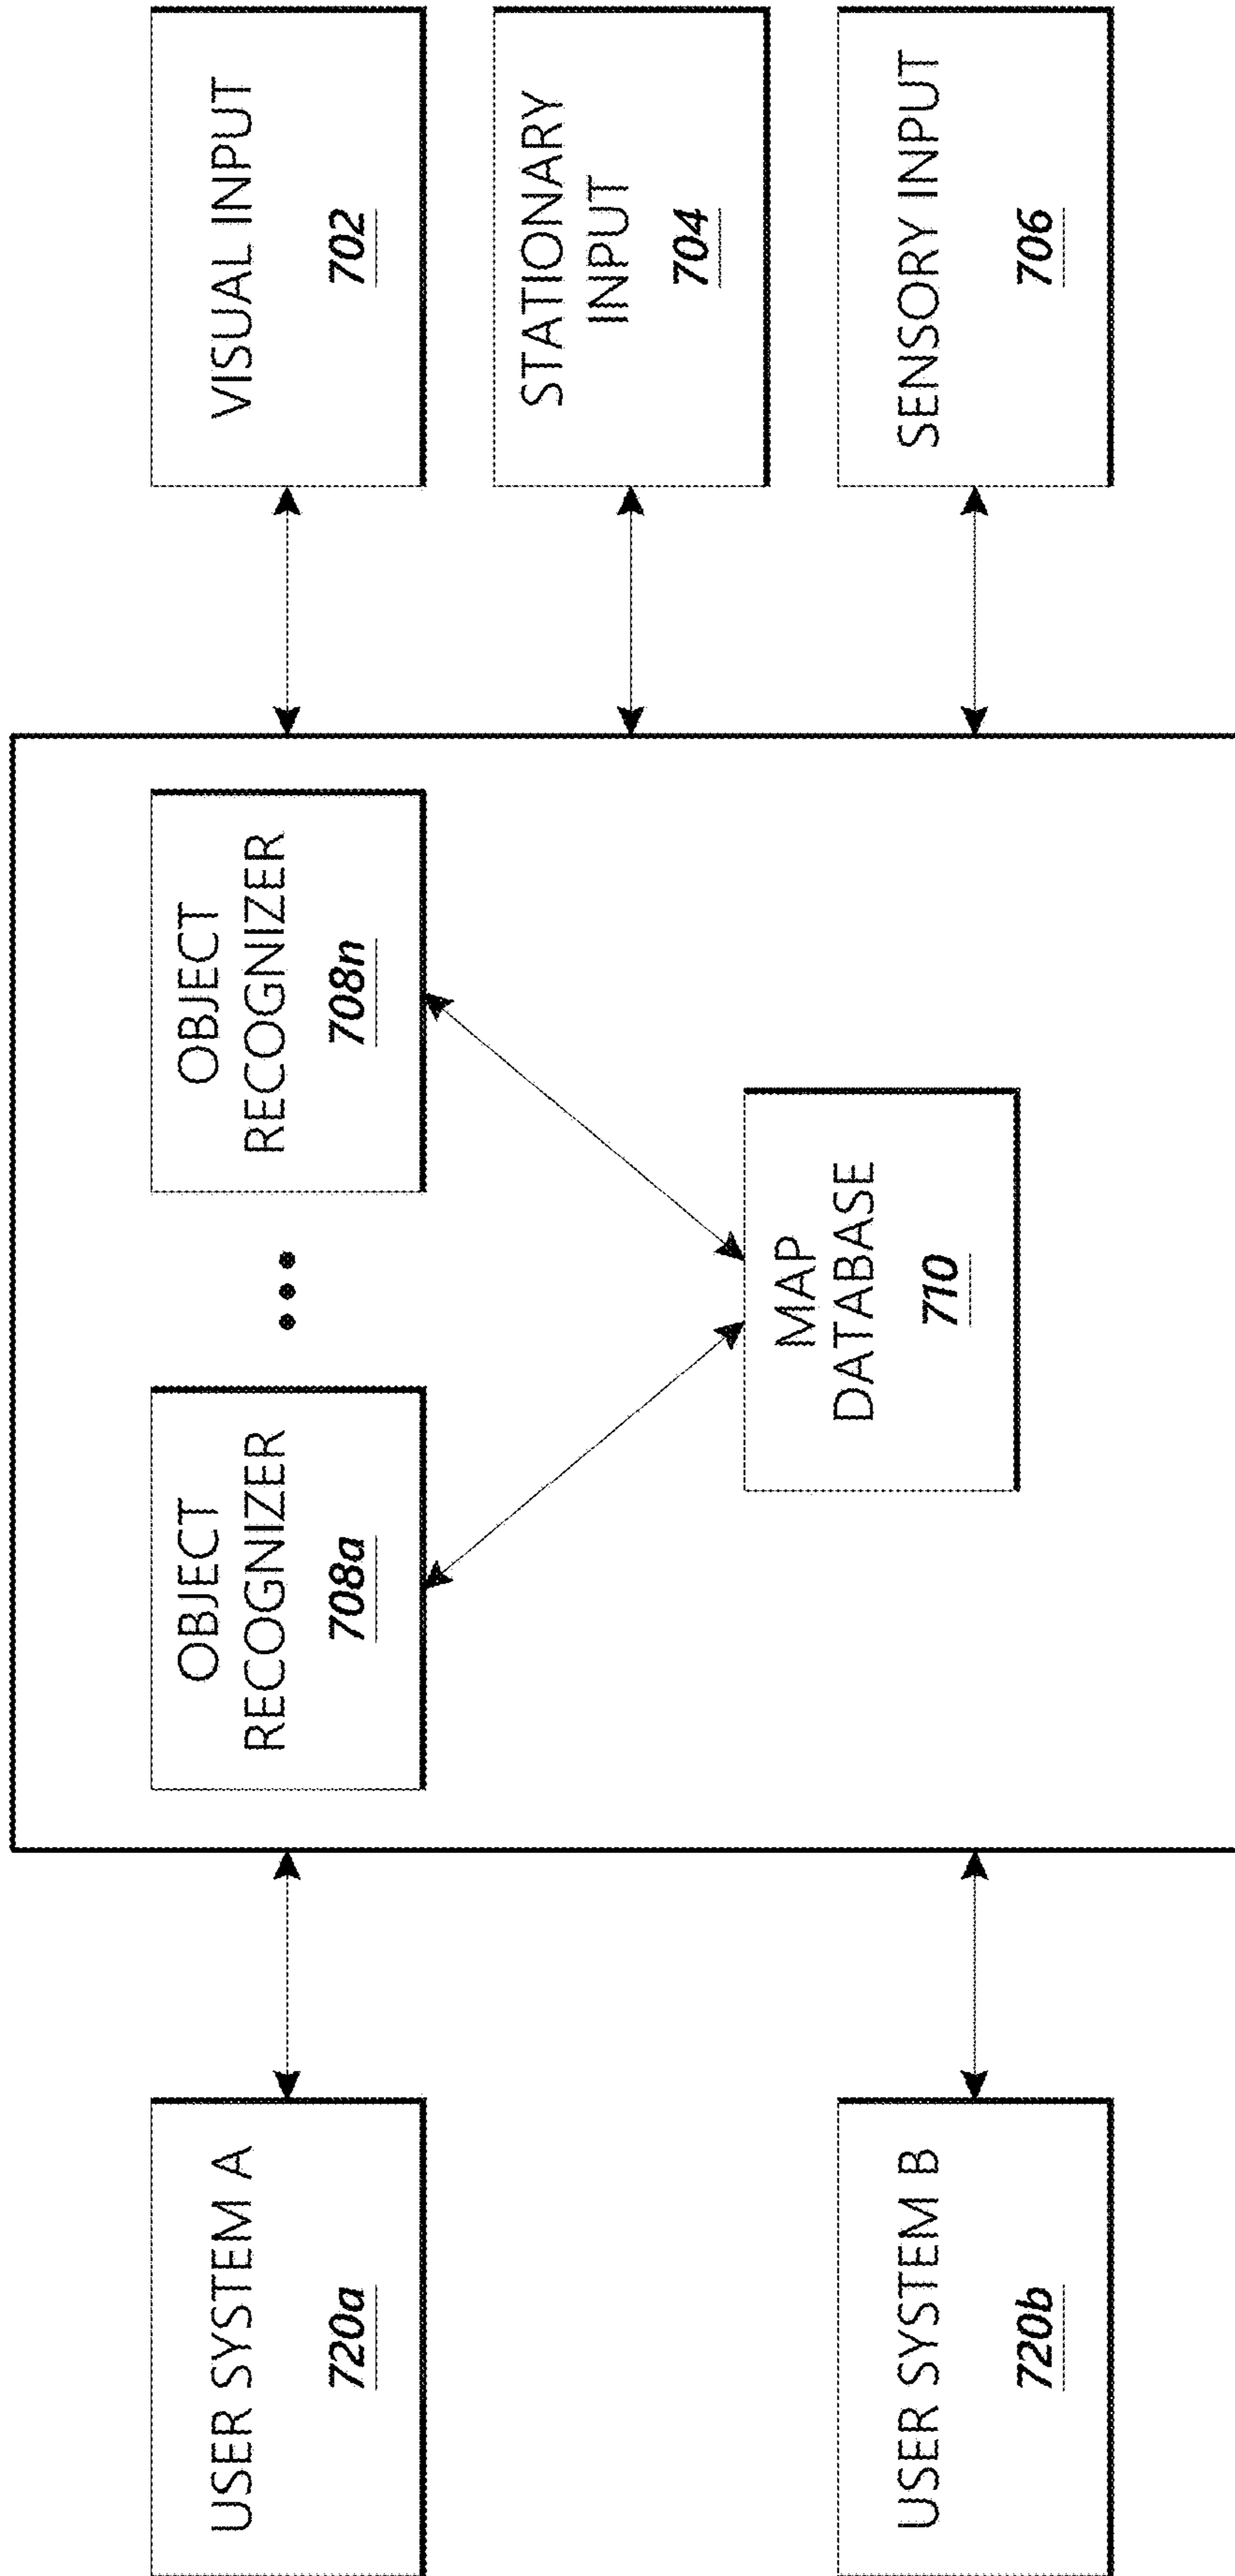 USER SYSTEM A
720a
OBJECT
RECOGNIZER
708a
OBJECT
RECOGNIZER
708n
VISUAL INPUT
702
STATIONARY
INPUT
704
MAP
DATABASE
710
USER SYSTEM B
720b
SENSORY INPUT
706